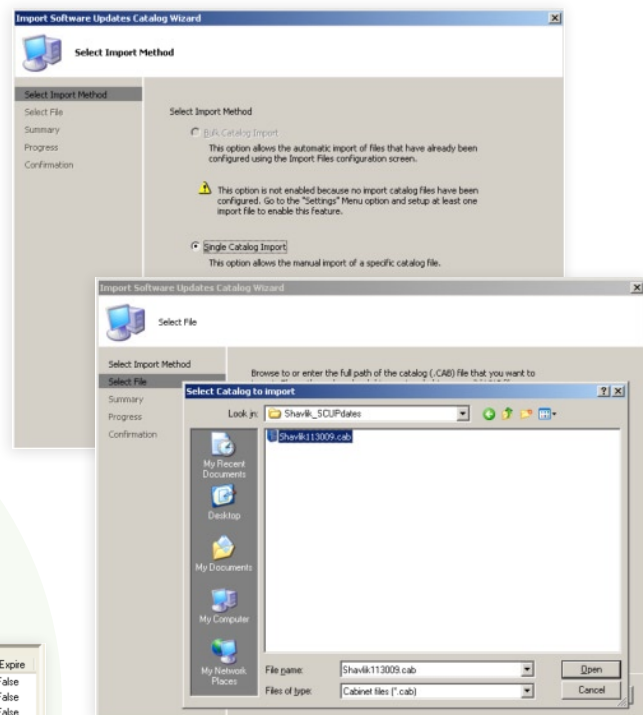 Import Software Updates Catalog Wizard
Select Import Method
Select Import Method
Select File
Summary
Progress
Confirmation
Select Import Method
Bulk Catalog Import
This option allows the automatic import of files that have already been
configured using the Import Files configuration screen.
This option is not enabled because no import catalog files have been
configured. Go to the "Settings" Menu option and setup at least one
import file to enable this feature.
Single Catalog Import
This option allows the manual import of a specific catalog file.
Import Software Updates Catalog Wizard
Select File
Select Import Method
Select File
Summary
Progress
Confirmation
Browse to or enter the full path of the catalog (.CAB) file that you want to
Select Catalog to import
Look in: Shavlik_SCUPdates
Shavlik113009.cab
My Recent
Documents
Desktop
My Documents
My Computer
My Network
Places
File name: Shavlik113009.cab
Open
Files of type: Cabinet files (*.cab)
Cancel
Expire
False
False
False